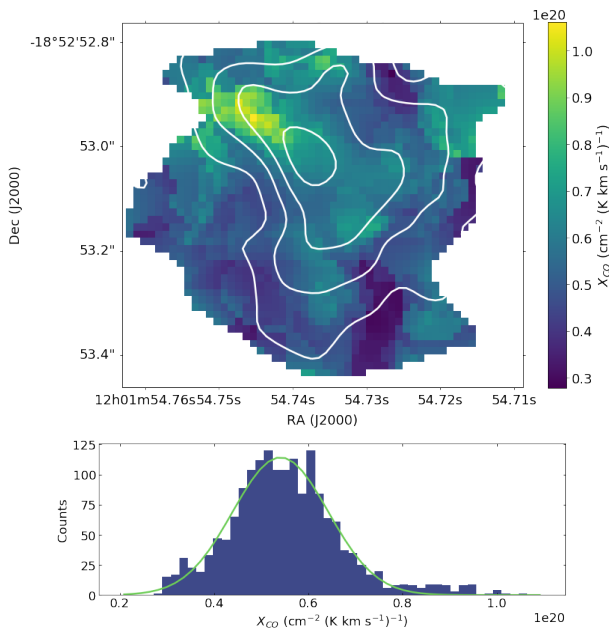 1e20
-18°52'52.8"
53.0"
53.2"
53.4"
Dec (J2000)
12h01m54.76s 54.75s 54.74s 54.73s 54.72s 54.71s
RA (J2000)
1.0
0.9
0.8
0.7
0.6
0.5
0.4
0.3
X_CO (cm⁻² (K km s⁻¹)⁻¹)
125
100
75
50
25
0
Counts
0.2 0.4 0.6 0.8 1.0
1e20
X_CO (cm⁻² (K km s⁻¹)⁻¹)